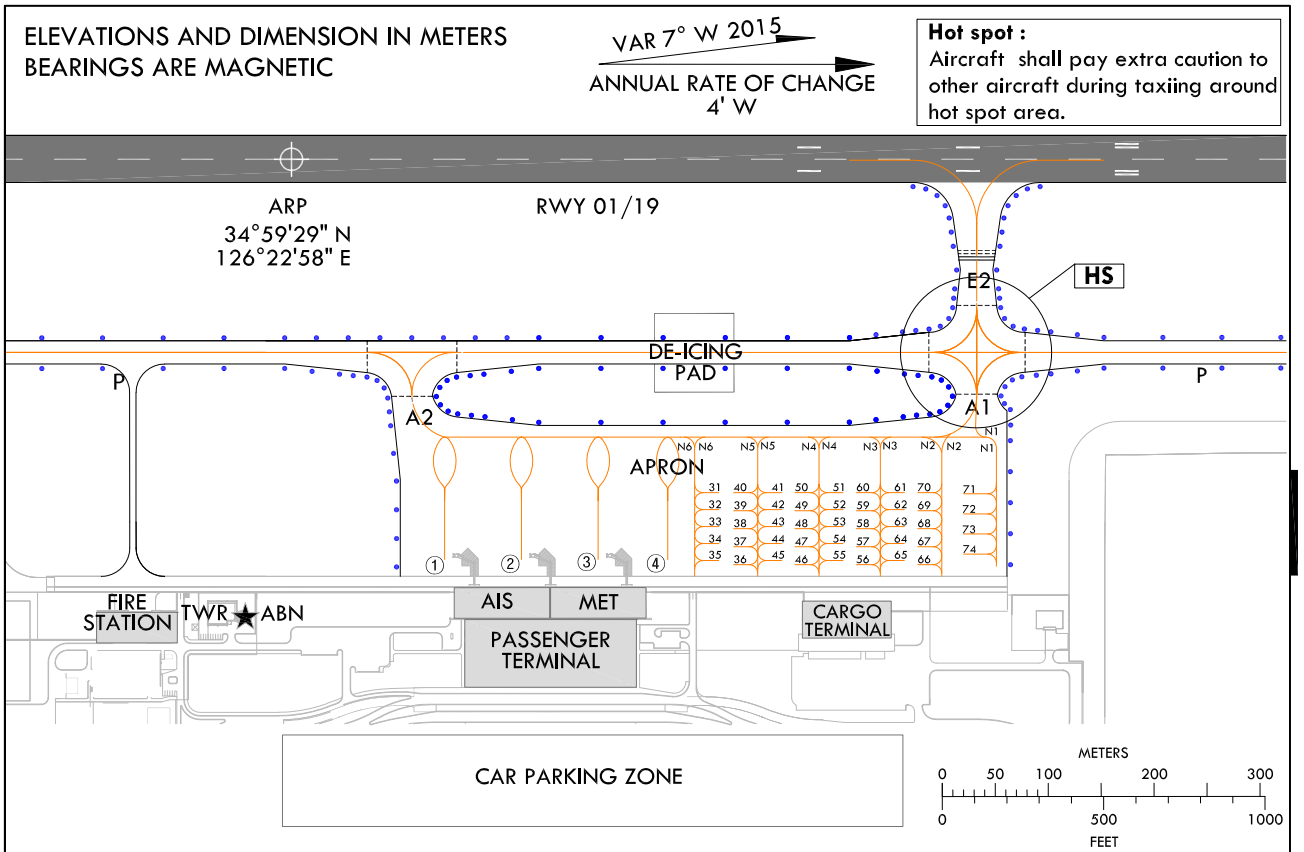 ELEVATIONS AND DIMENSION IN METERS
BEARINGS ARE MAGNETIC
VAR 7° W 2015
ANNUAL RATE OF CHANGE
4' W
Hot spot :
Aircraft shall pay extra caution to
other aircraft during taxiing around
hot spot area.
ARP
34°59'29" N
126°22'58" E
RWY 01/19
E2
HS
DE-ICING
PAD
P
P
A2
A1
N1
N6 N6 N5 N5 N4 N4 N3 N3 N2 N2 N1
APRON
31 40 41 50 51 60 61 70 71
32 39 42 49 52 59 62 69 72
33 38 43 48 53 58 63 68 73
34 37 44 47 54 57 64 67 74
35 36 45 46 55 56 65 66
1 2 3 4
FIRE
STATION
TWR ABN
AIS
MET
PASSENGER
TERMINAL
CARGO
TERMINAL
CAR PARKING ZONE
METERS
0 50 100 200 300
0 500 1000
FEET